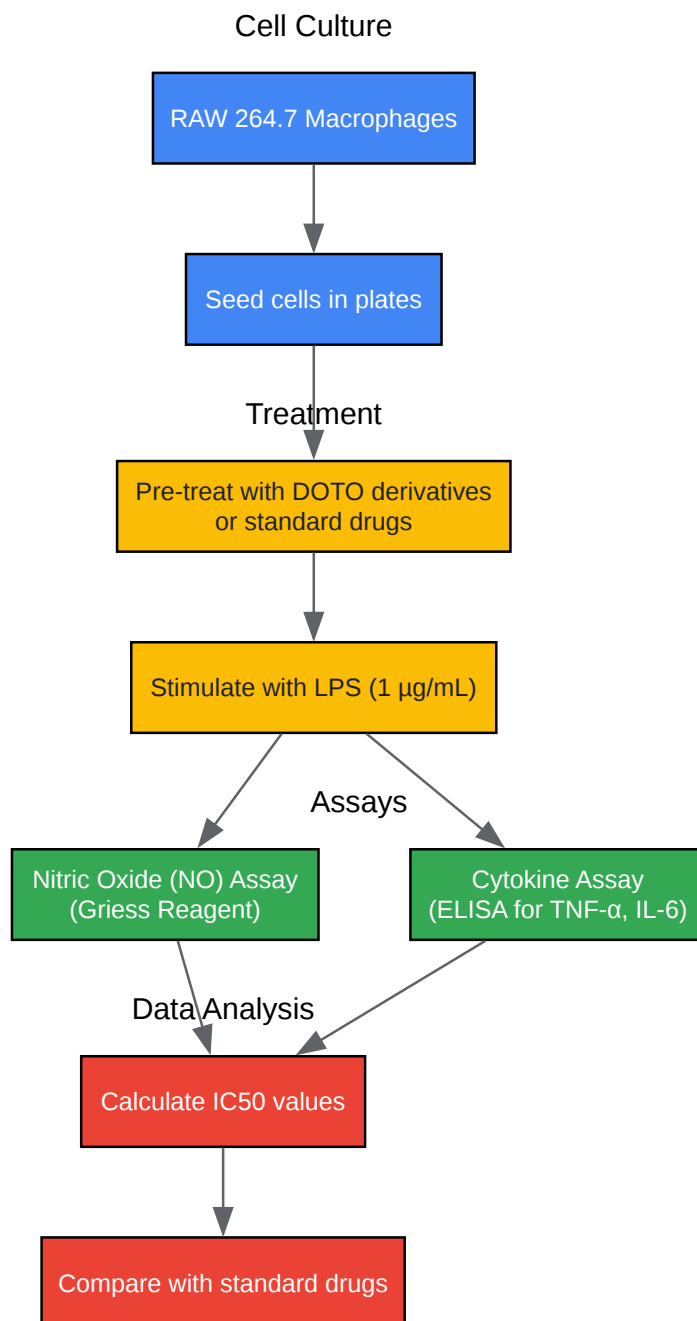 Cell Culture
RAW 264.7 Macrophages
Seed cells in plates
Treatment
Pre-treat with DOTO derivatives
or standard drugs
Stimulate with LPS (1 µg/mL)
Assays
Nitric Oxide (NO) Assay
(Griess Reagent)
Cytokine Assay
(ELISA for TNF-α, IL-6)
Data Analysis
Calculate IC50 values
Compare with standard drugs